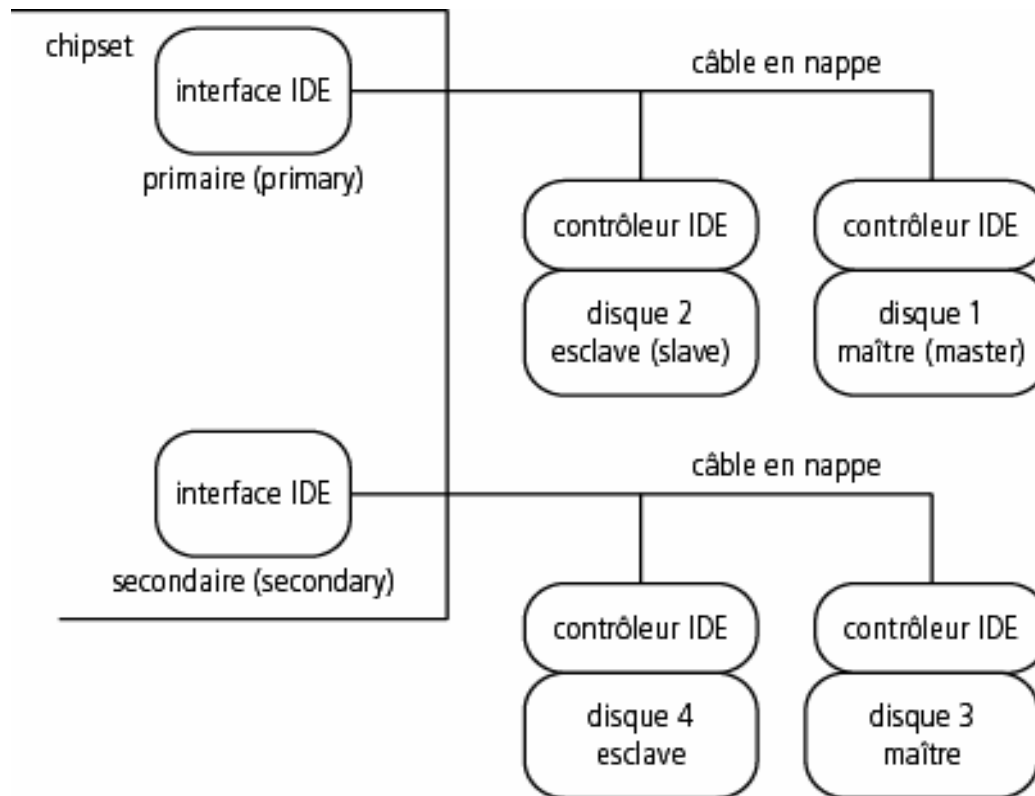 chipset
interface IDE
primaire (primary)
câble en nappe
contrôleur IDE
disque 2
esclave (slave)
contrôleur IDE
disque 1
maître (master)
interface IDE
secondaire (secondary)
câble en nappe
contrôleur IDE
disque 4
esclave
contrôleur IDE
disque 3
maître